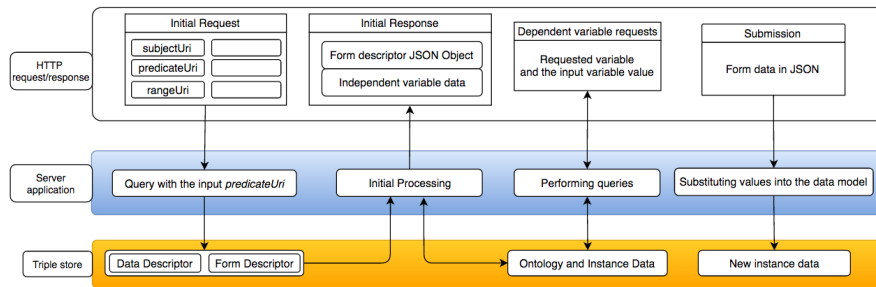 Initial Request
subjectUri
predicateUri
rangeUri
Initial Response
Form descriptor JSON Object
Independent variable data
Dependent variable requests
Requested variable
and the input variable value
Submission
Form data in JSON
HTTP
request/response
Server
application
Query with the input predicateUri
Initial Processing
Performing queries
Substituting values into the data model
Triple store
Data Descriptor
Form Descriptor
Ontology and Instance Data
New instance data